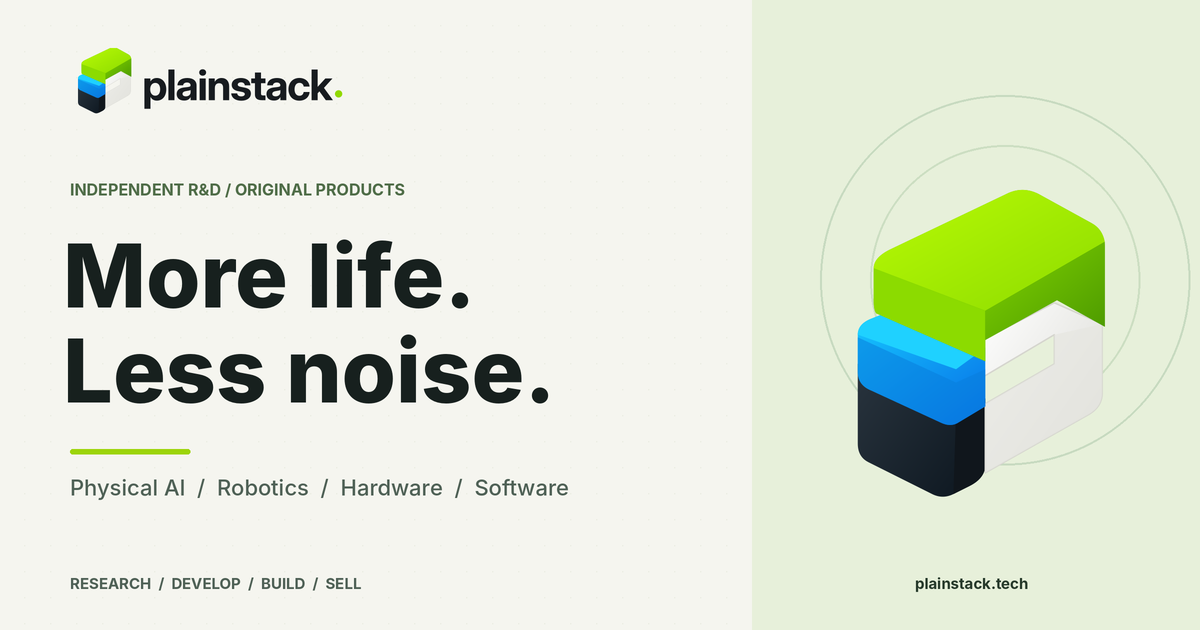 plainstack.
INDEPENDENT R&D / ORIGINAL PRODUCTS
More life.
Less noise.
Physical AI / Robotics / Hardware / Software
RESEARCH / DEVELOP / BUILD / SELL
plainstack.tech